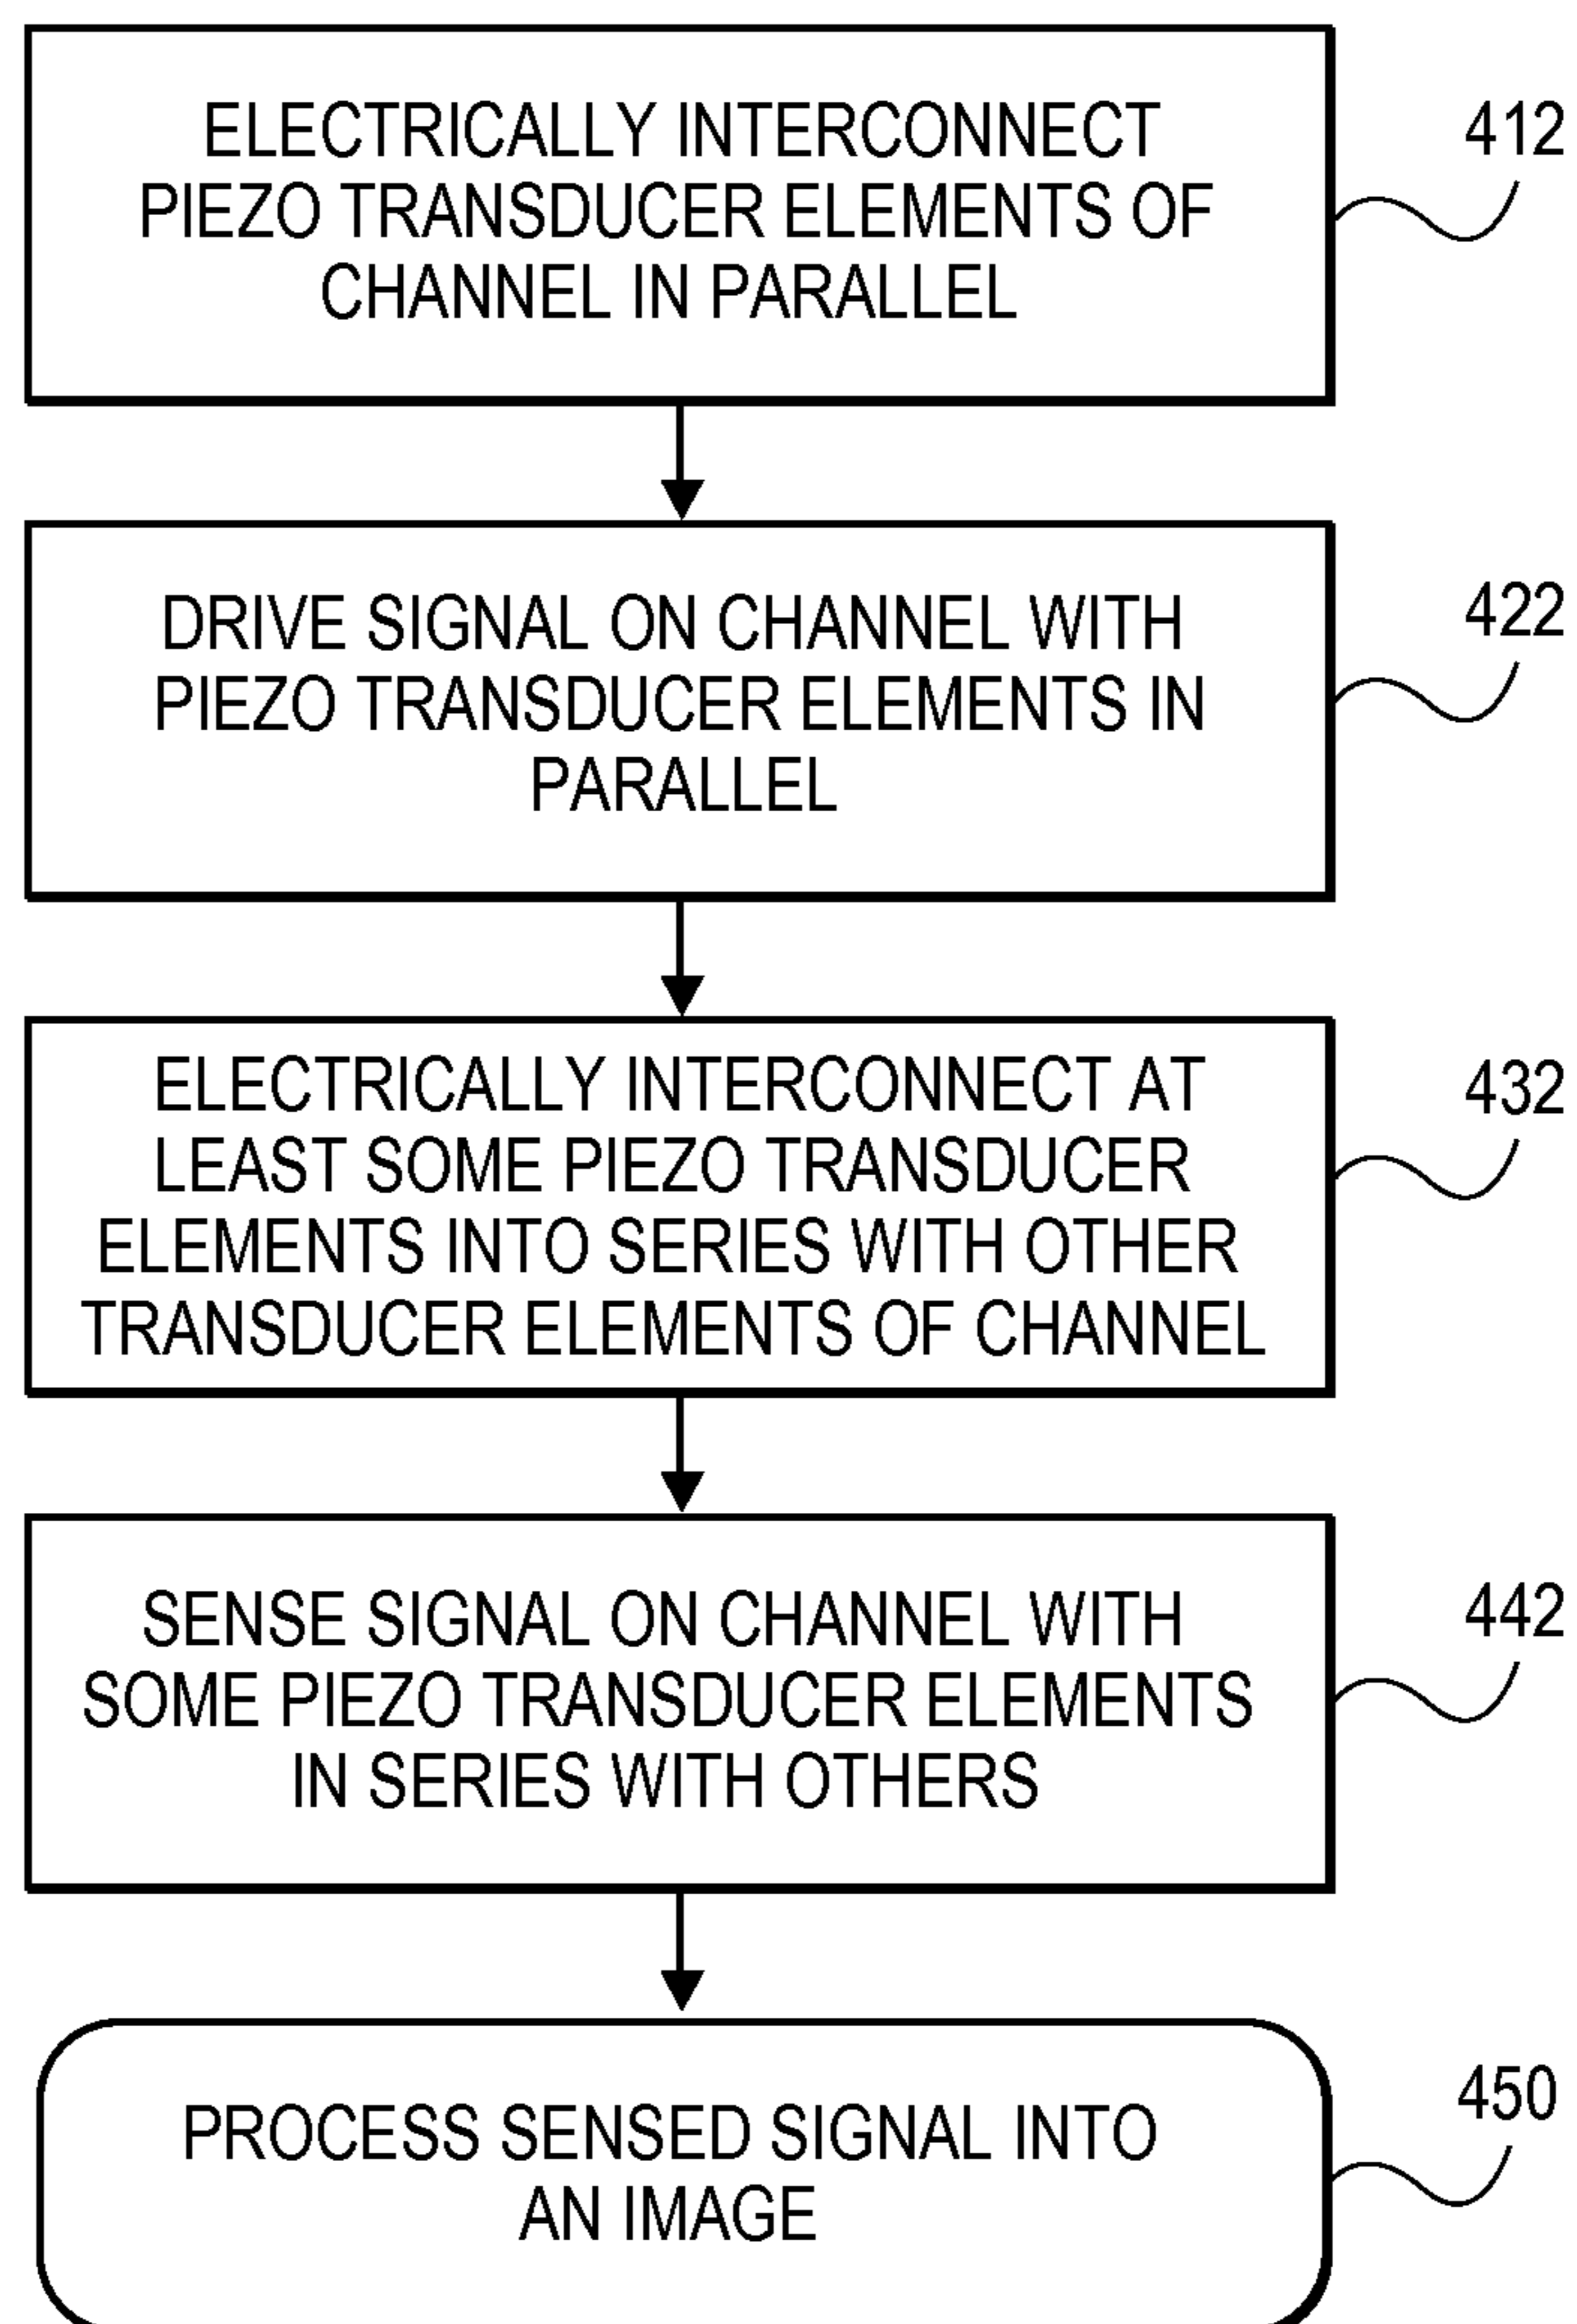 ELECTRICALLY INTERCONNECT
PIEZO TRANSDUCER ELEMENTS OF
CHANNEL IN PARALLEL
412
DRIVE SIGNAL ON CHANNEL WITH
PIEZO TRANSDUCER ELEMENTS IN
PARALLEL
422
ELECTRICALLY INTERCONNECT AT
LEAST SOME PIEZO TRANSDUCER
ELEMENTS INTO SERIES WITH OTHER
TRANSDUCER ELEMENTS OF CHANNEL
432
SENSE SIGNAL ON CHANNEL WITH
SOME PIEZO TRANSDUCER ELEMENTS
IN SERIES WITH OTHERS
442
PROCESS SENSED SIGNAL INTO
AN IMAGE
450